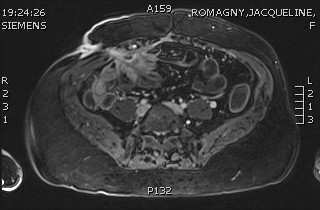 19:24:26
SIEMENS
A159
ROMAGNY,JACQUELINE,
F
R
2
3
1
L
2
3
1
P132